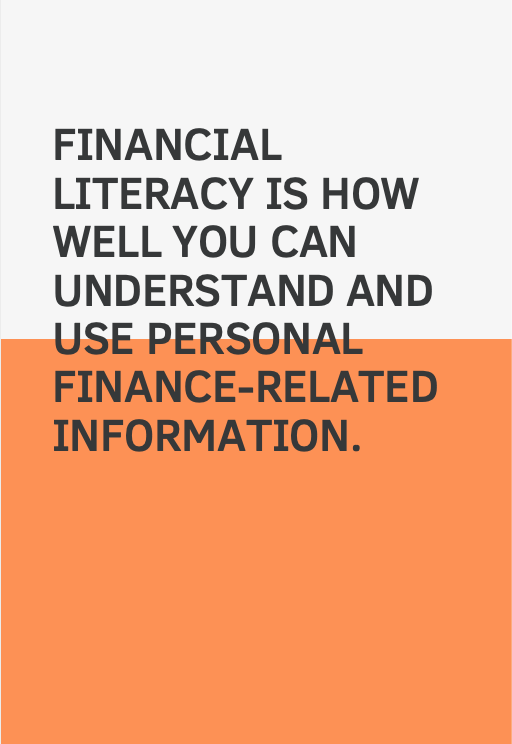 FINANCIAL
LITERACY IS HOW
WELL YOU CAN
UNDERSTAND AND
USE PERSONAL
FINANCE-RELATED
INFORMATION.